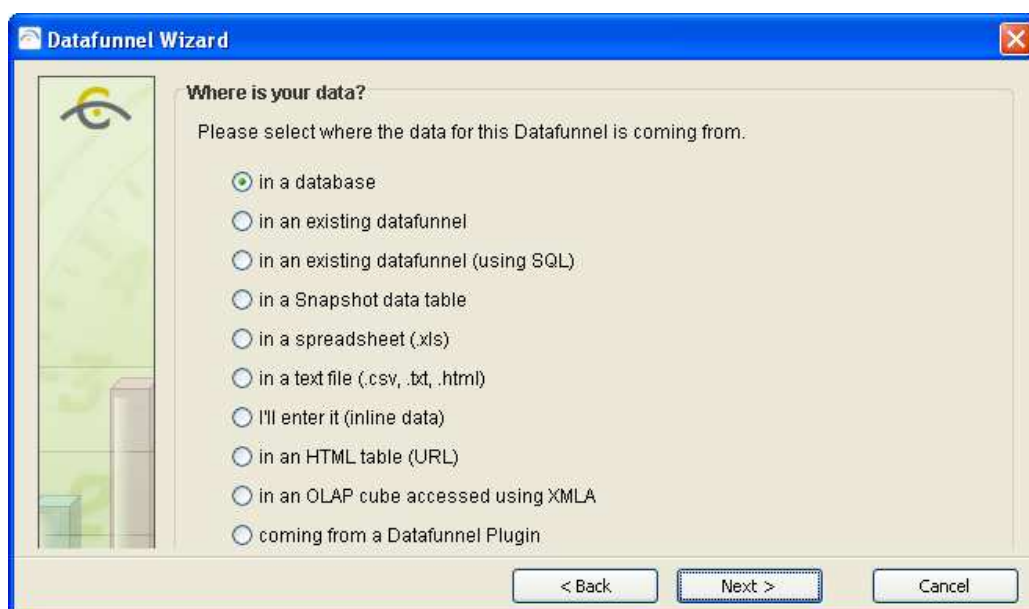 Datafunnel Wizard
Where is your data?
Please select where the data for this Datafunnel is coming from.
in a database
in an existing datafunnel
in an existing datafunnel (using SQL)
in a Snapshot data table
in a spreadsheet (.xls)
in a text file (.csv, .txt, .html)
I'll enter it (inline data)
in an HTML table (URL)
in an OLAP cube accessed using XMLA
coming from a Datafunnel Plugin
< Back
Next >
Cancel